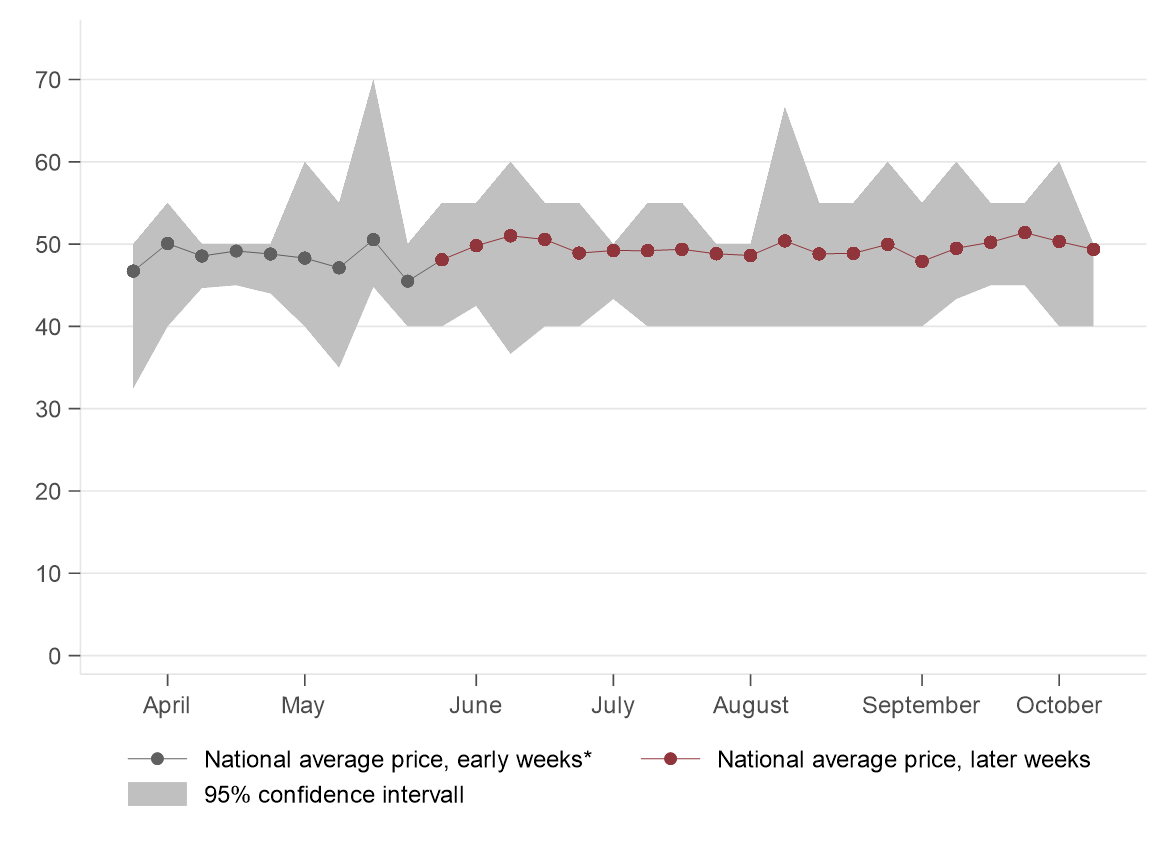 70
60
50
40
30
20
10
0
April May June July August September October
National average price, early weeks* National average price, later weeks
95% confidence intervall